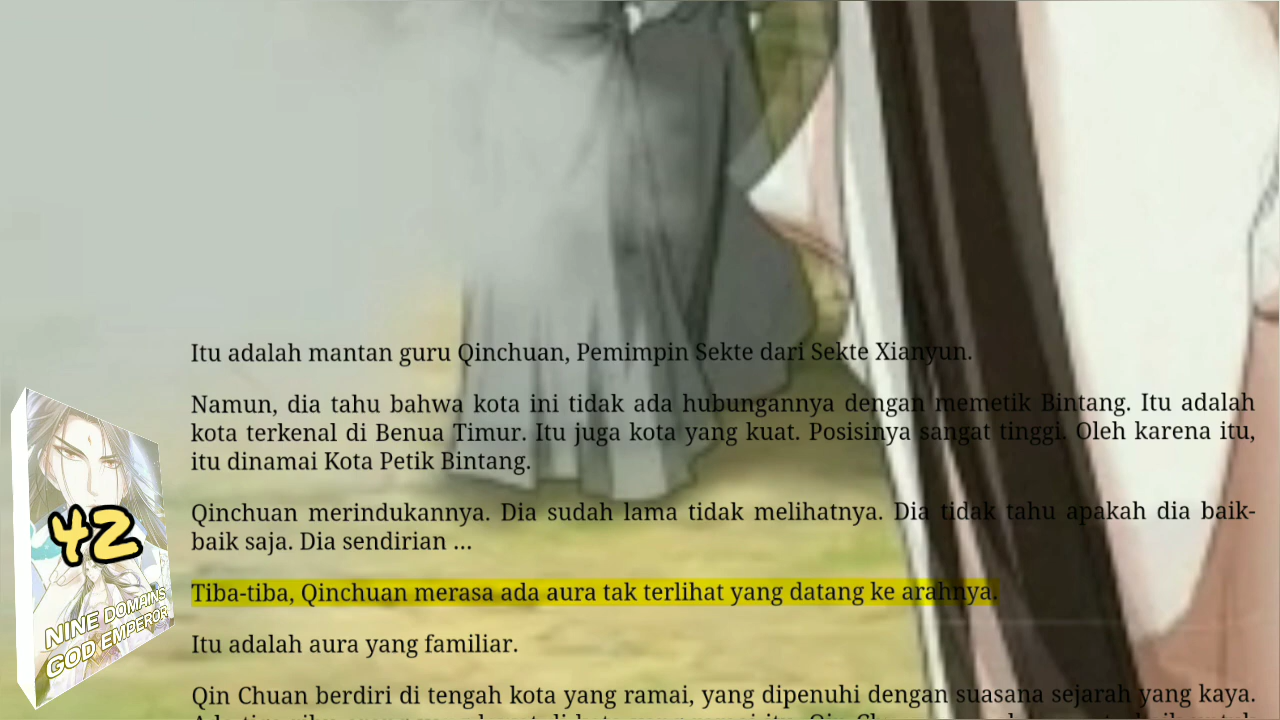 Itu adalah mantan guru Qinchuan, Pemimpin Sekte dari Sekte Xianyun.
Namun, dia tahu bahwa kota ini tidak ada hubungannya dengan memetik Bintang. Itu adalah
kota terkenal di Benua Timur. Itu juga kota yang kuat. Posisinya sangat tinggi. Oleh karena itu,
itu dinamai Kota Petik Bintang.
Qinchuan merindukannya. Dia sudah lama tidak melihatnya. Dia tidak tahu apakah dia baik-
baik saja. Dia sendirian ...
Tiba-tiba, Qinchuan merasa ada aura tak terlihat yang datang ke arahnya.
Itu adalah aura yang familiar.
Qin Chuan berdiri di tengah kota yang ramai, yang dipenuhi dengan suasana sejarah yang kaya.
42
NINE DOMAINS
GOD EMPEROR